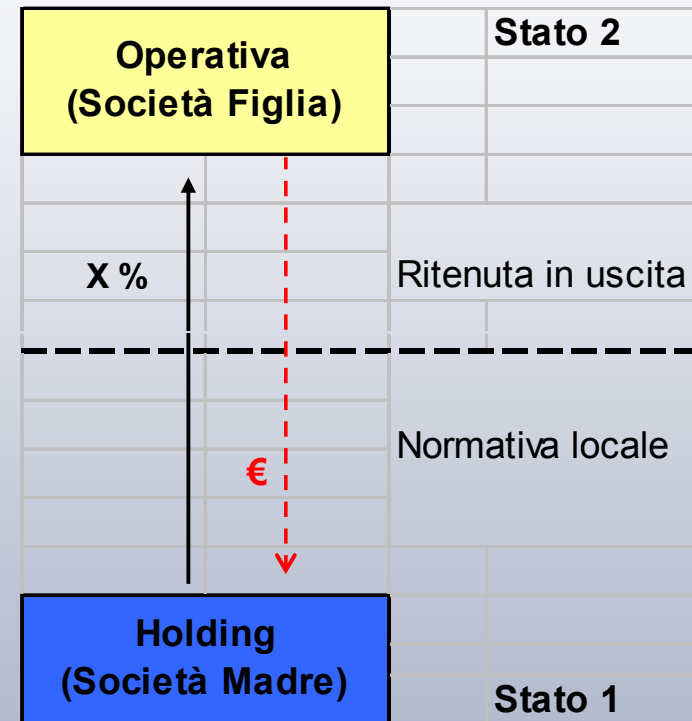 Stato 2
Operativa
(Società Figlia)
X %
Ritenuta in uscita
Normativa locale
€
Holding
(Società Madre)
Stato 1